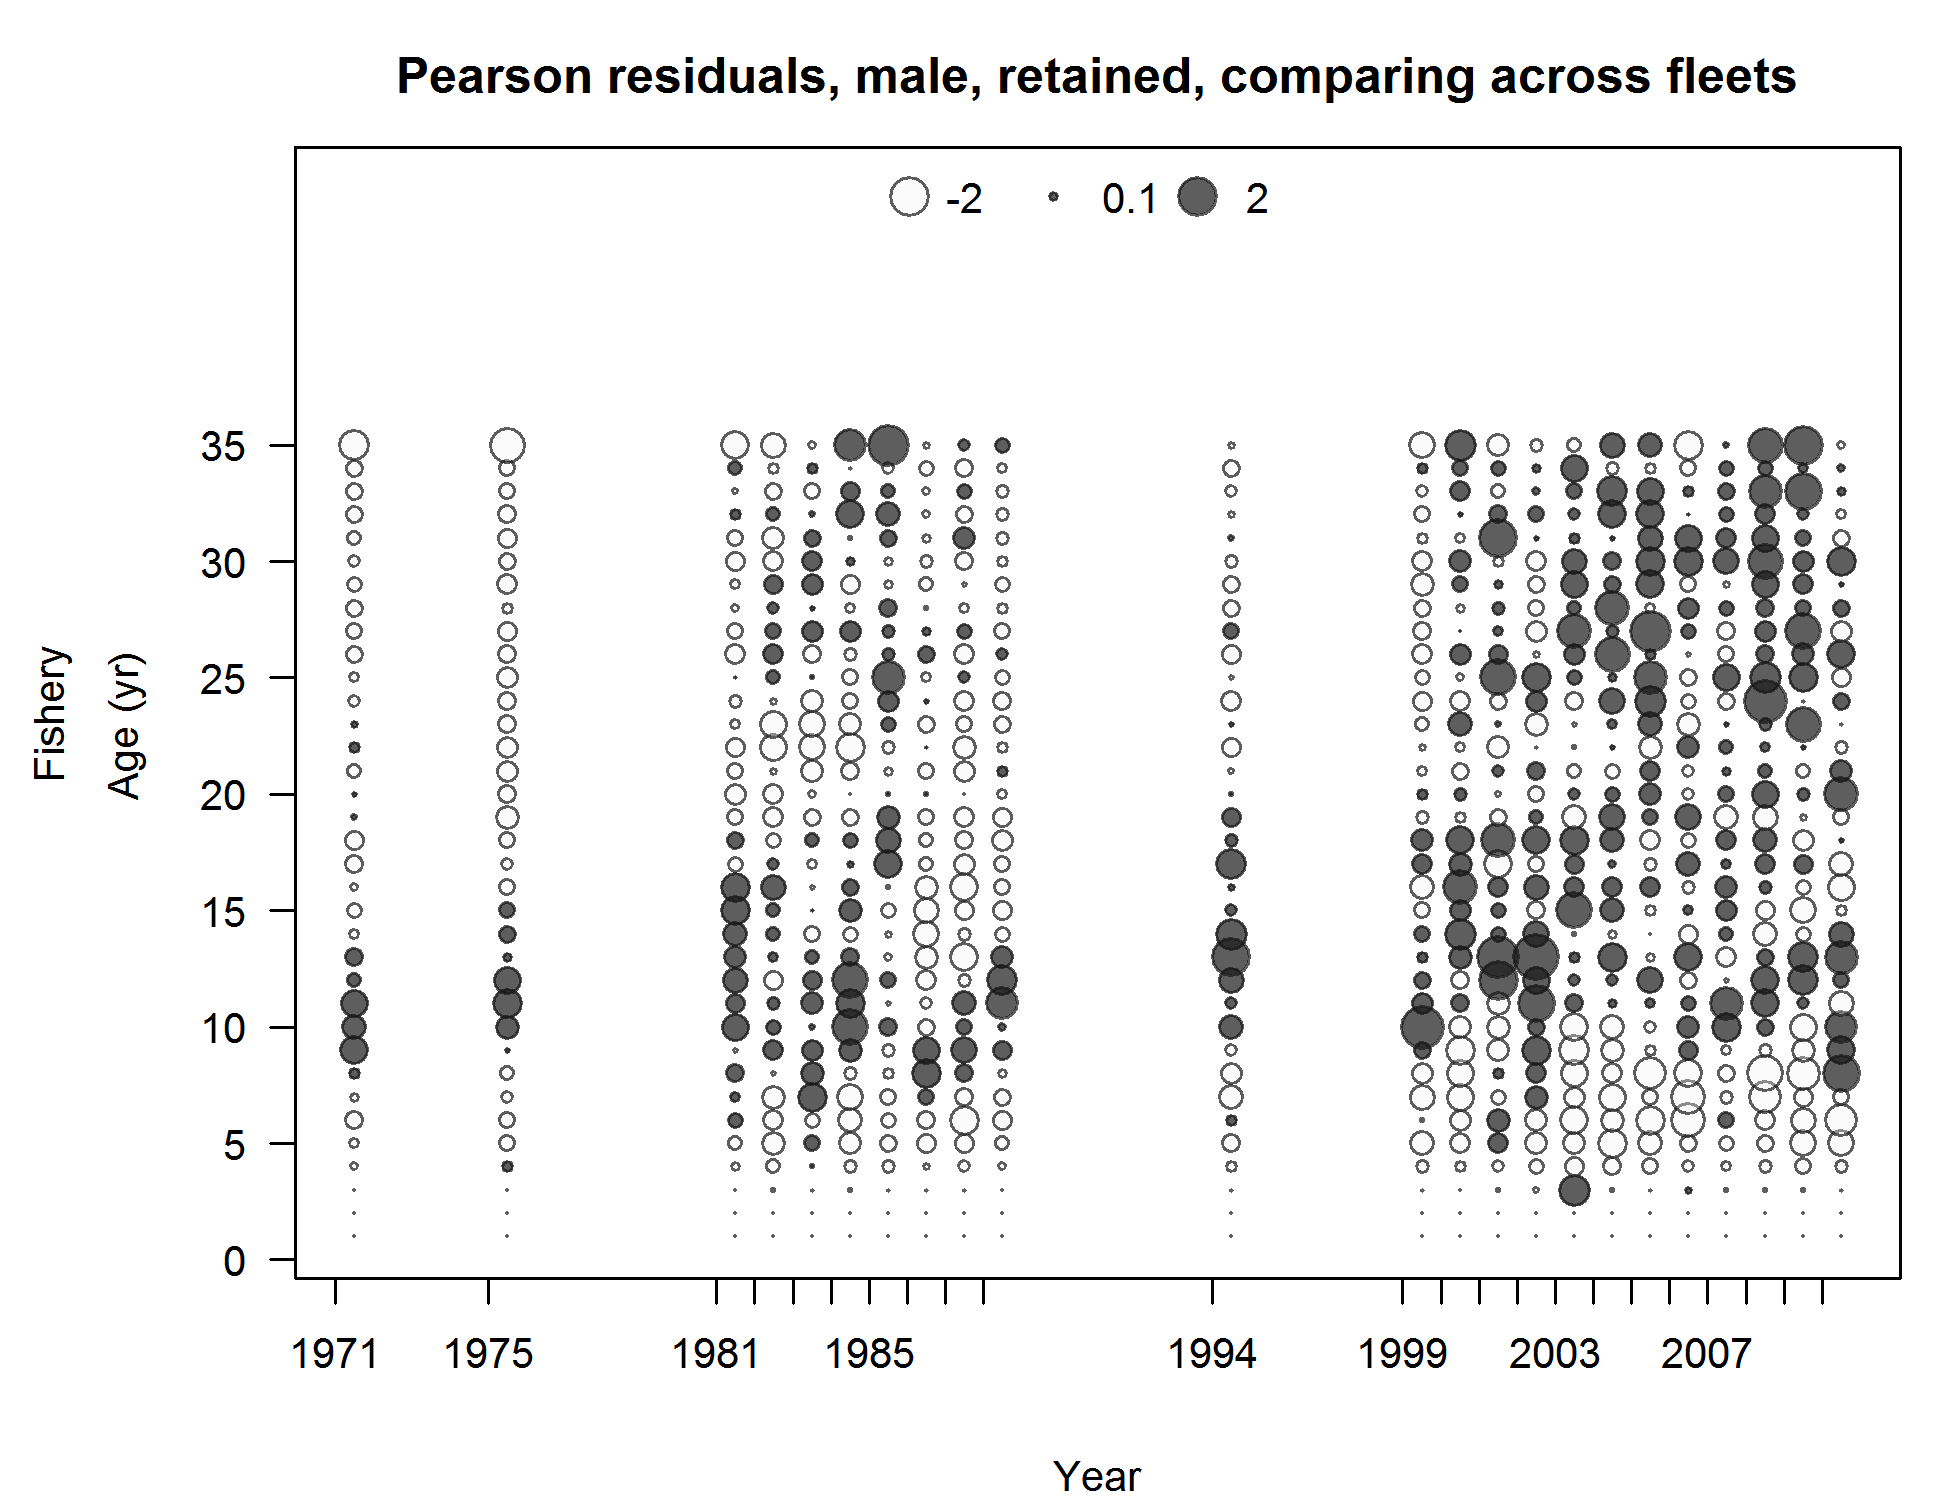 Pearson residuals, male, retained, comparing across fleets
-2 0.1 2
Fishery
Age (yr)
35
30
25
20
15
10
5
0
1971 1975 1981 1985 1994 1999 2003 2007
Year